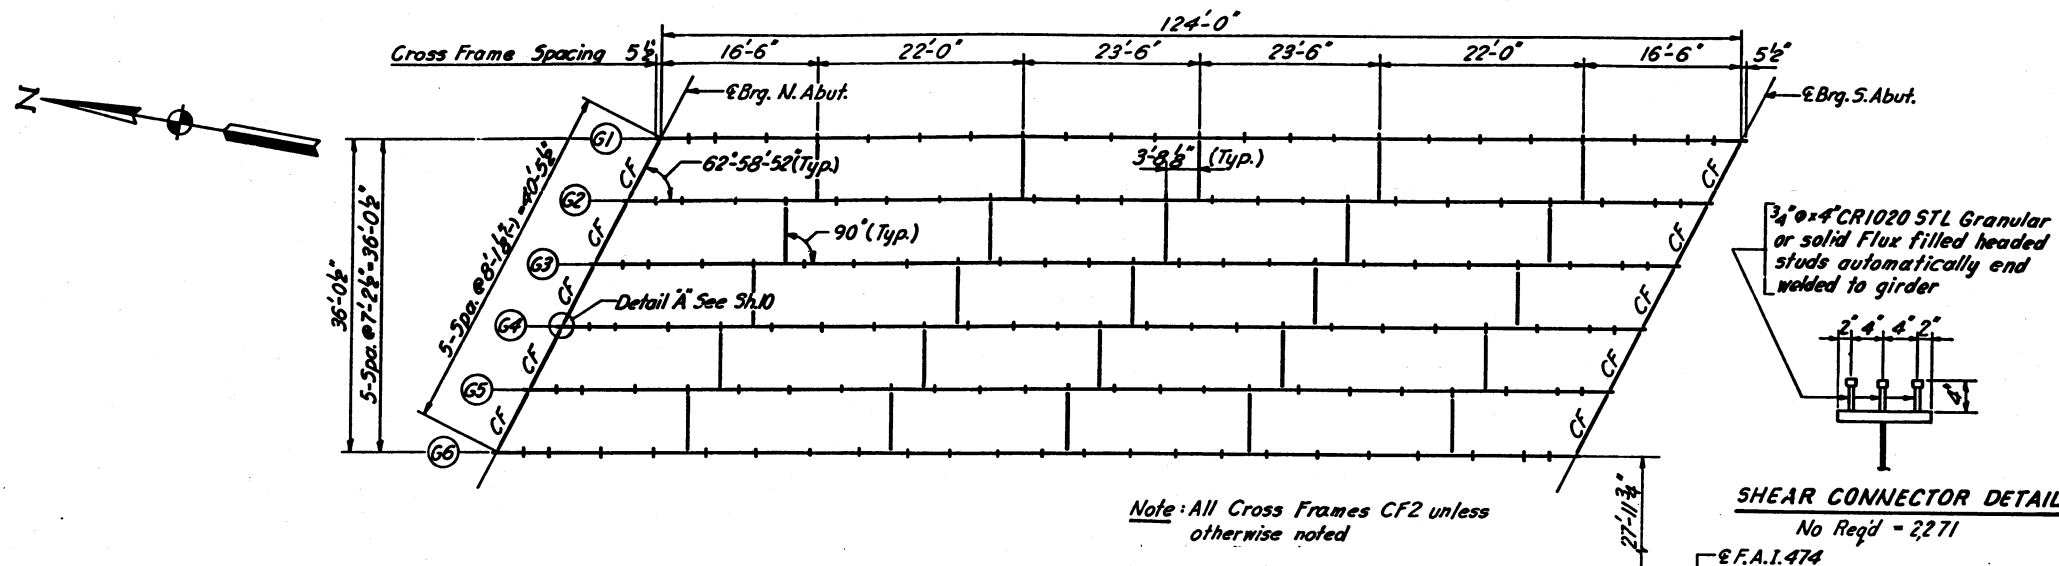 124'-0"
Cross Frame Spacing 5½" 16'-6" 22'-0" 23'-6" 23'-6" 22'-0" 16'-6" 5½"
N
℄ Brg. N. Abut.
℄ Brg. S. Abut.
G1
CF
62°-58'-52" (Typ.)
3'-8⅛" (Typ.)
CF
G2
CF
90° (Typ.)
CF
G3
CF
Detail "A" See Sh.10
CF
G4
CF
CF
G5
CF
CF
G6
36'-0½"
5-Spa. @ 7'-2½" = 36'-0½"
5-Spa. @ 8'-1⅛"(-) = 40'-5½"
¾" φ x 4" CR1020 STL Granular
or solid Flux filled headed
studs automatically end
welded to girder
2" 4" 4" 2"
4"
SHEAR CONNECTOR DETAIL
No Req'd = 2,271
Note: All Cross Frames CF2 unless
otherwise noted
27'-11¾"
℄ F.A.I. 474